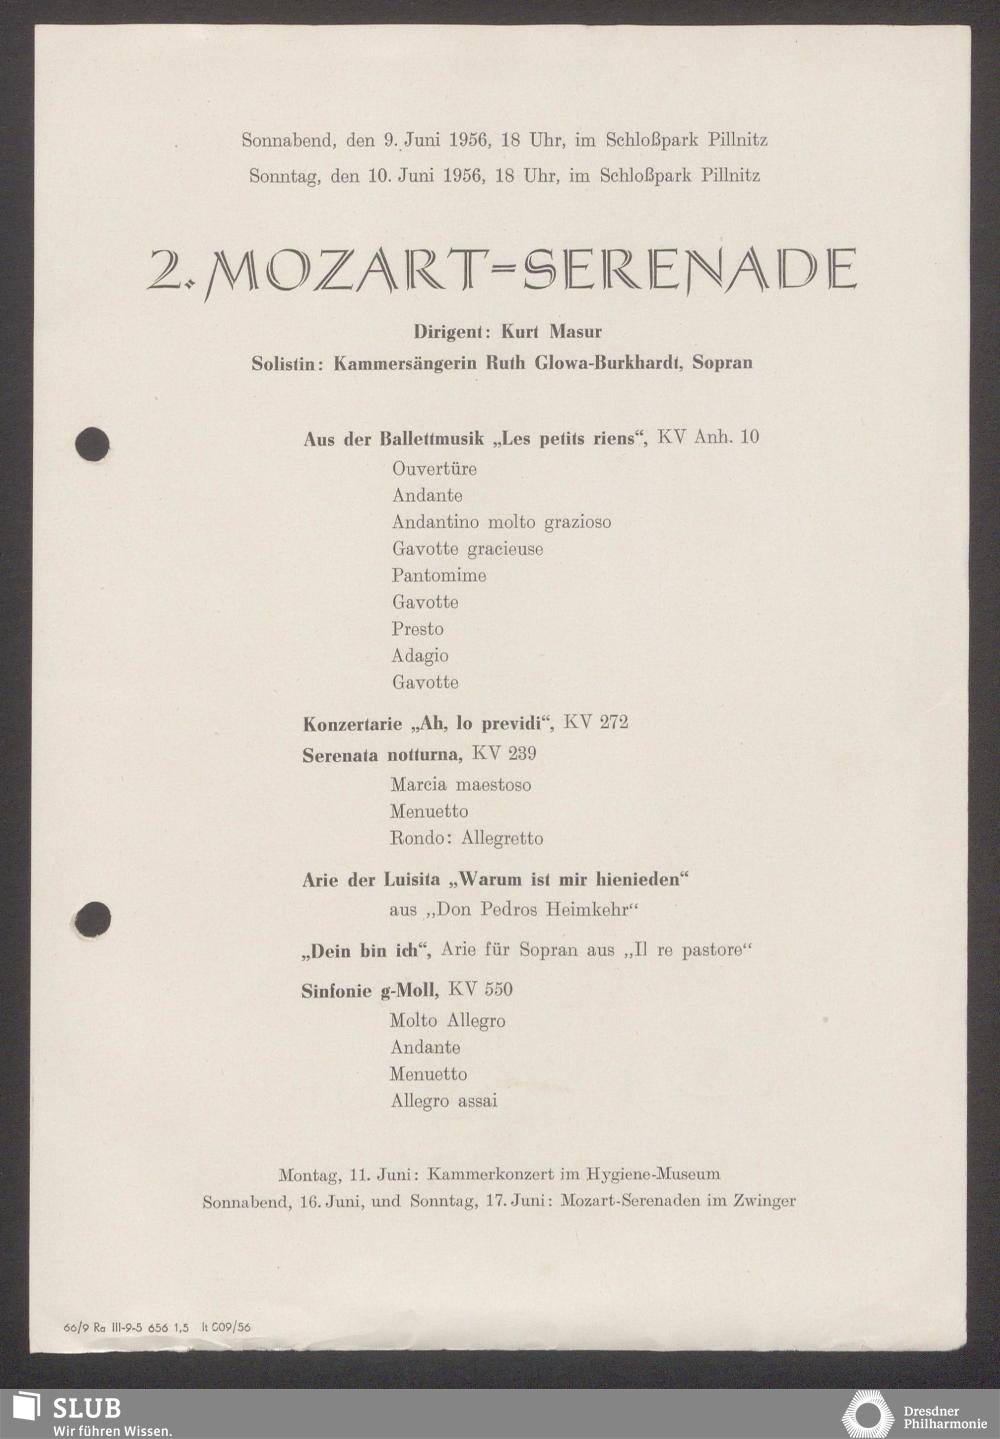 Sonnabend, den 9. Juni 1956, 18 Uhr, im Schloßpark Pillnitz
Sonntag, den 10. Juni 1956, 18 Uhr, im Schloßpark Pillnitz
2. MOZART=SERENADE
Dirigent: Kurt Masur
Solistin: Kammersängerin Ruth Glowa-Burkhardt, Sopran
Aus der Ballettmusik „Les petits riens“, KV Anh. 10
Ouvertüre
Andante
Andantino molto grazioso
Gavotte gracieuse
Pantomime
Gavotte
Presto
Adagio
Gavotte
Konzertarie „Ah, lo previdi“, KV 272
Serenata notturna, KV 239
Marcia maestoso
Menuetto
Rondo: Allegretto
Arie der Luisita „Warum ist mir hienieden“
aus „Don Pedros Heimkehr“
„Dein bin ich“, Arie für Sopran aus „Il re pastore“
Sinfonie g-Moll, KV 550
Molto Allegro
Andante
Menuetto
Allegro assai
Montag, 11. Juni: Kammerkonzert im Hygiene-Museum
Sonnabend, 16. Juni, und Sonntag, 17. Juni: Mozart-Serenaden im Zwinger
66/9 Ra III-9-5 656 1,5 It G09/56
SLUB
Wir führen Wissen.
Dresdner
Philharmonie